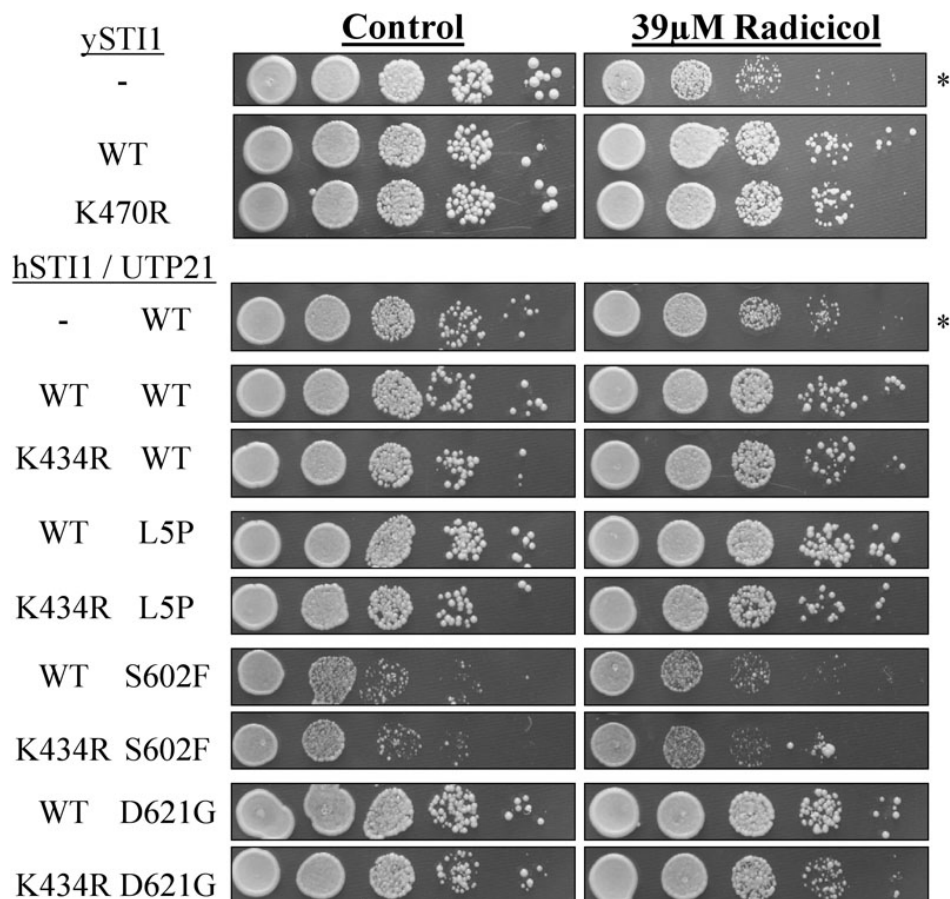 ySTI1 Control 39µM Radicicol
- *
WT
K470R
hSTI1 / UTP21
- WT *
WT WT
K434R WT
WT L5P
K434R L5P
WT S602F
K434R S602F
WT D621G
K434R D621G